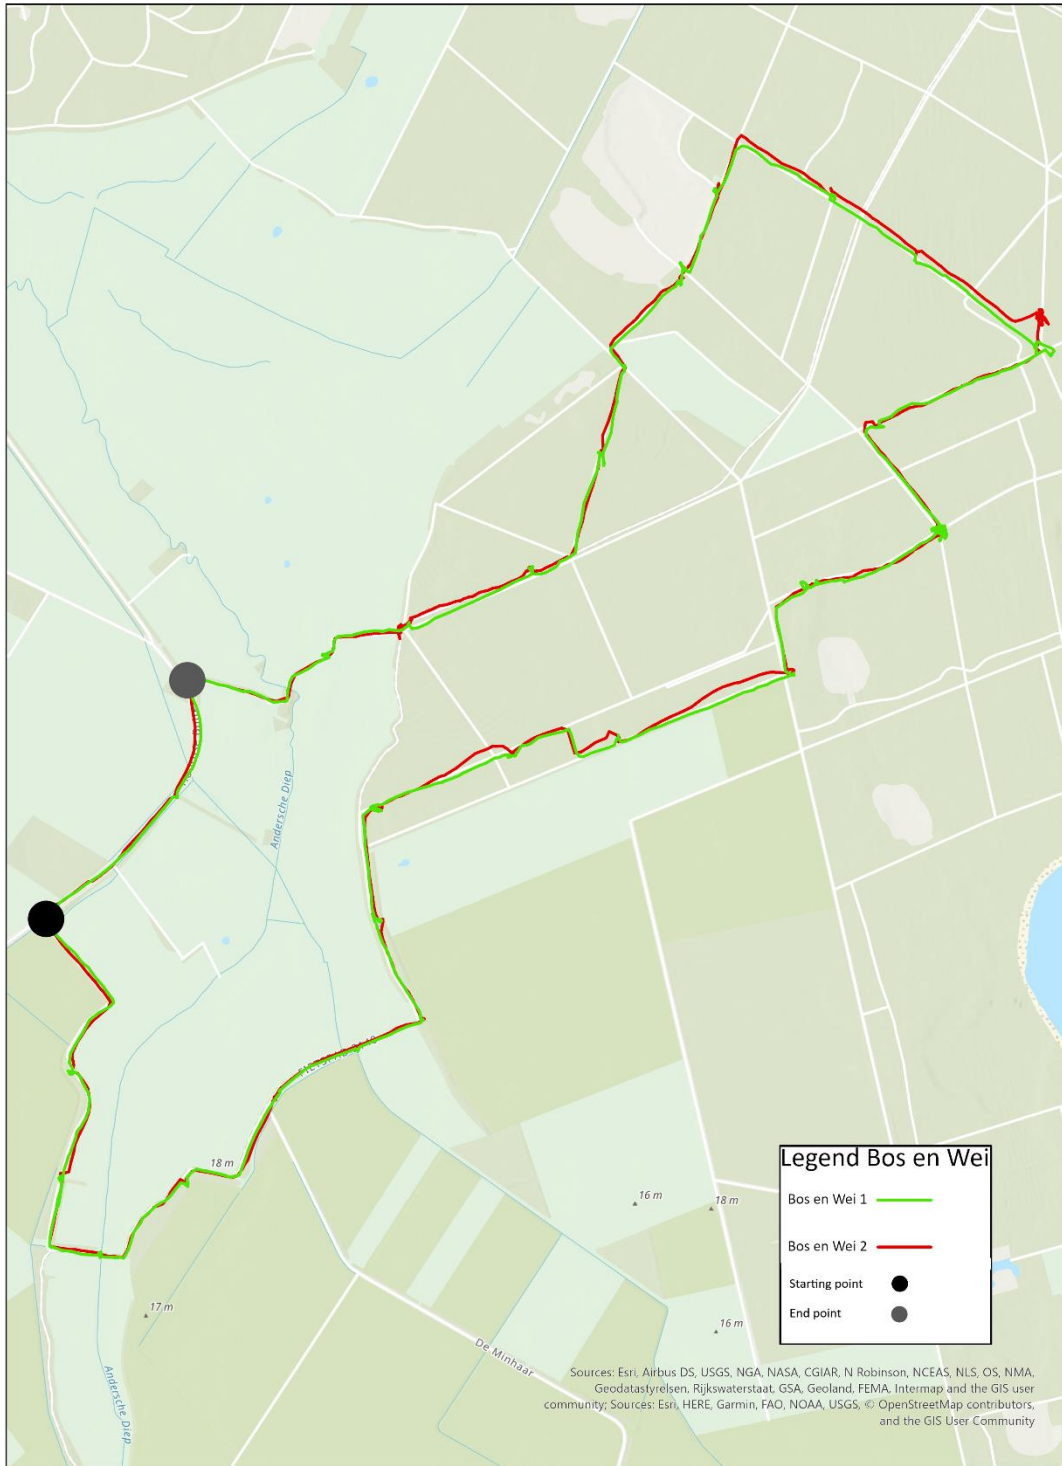 Andersche Diep
18 m
16 m
18 m
17 m
16 m
De Minhaar
Andersche Diep
Legend Bos en Wei
Bos en Wei 1
Bos en Wei 2
Starting point
End point
Sources: Esri, Airbus DS, USGS, NGA, NASA, CGIAR, N Robinson, NCEAS, NLS, OS, NMA,
Geodatastyrelsen, Rijkswaterstaat, GSA, Geoland, FEMA, Intermap and the GIS user
community; Sources: Esri, HERE, Garmin, FAO, NOAA, USGS, © OpenStreetMap contributors,
and the GIS User Community